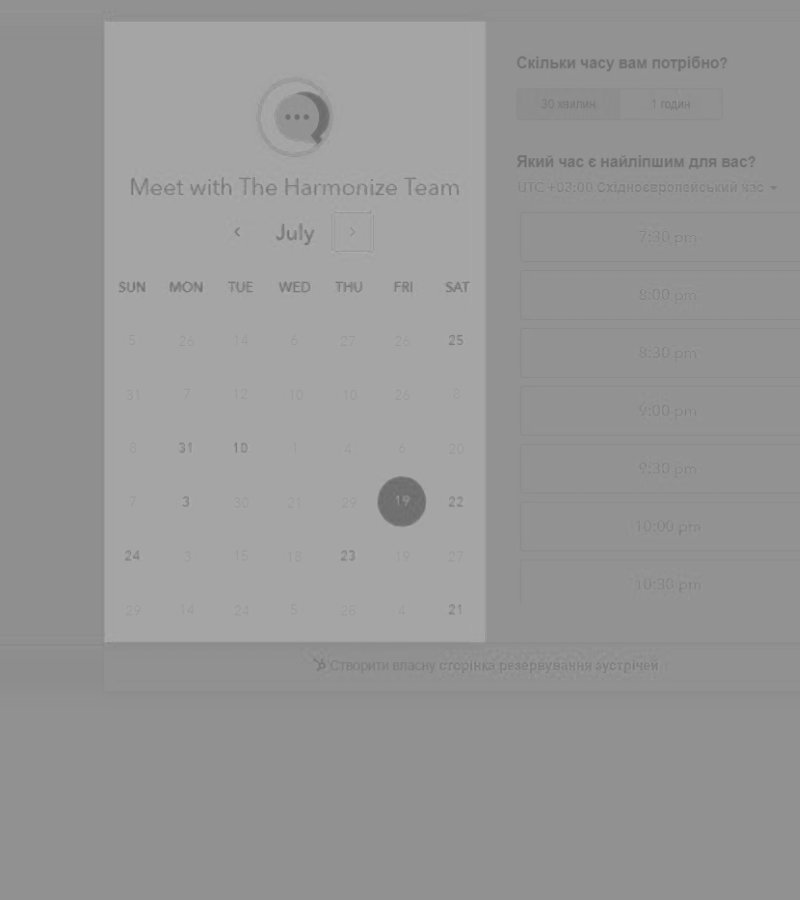 Meet with The Harmonize Team
July
SUN MON TUE WED THU FRI SAT
5 26 14 6 27 26 25
31 7 12 10 10 26 8
8 31 10 1 4 6 20
7 3 30 21 29 19 22
24 3 15 18 23 19 27
29 14 24 5 28 4 21
Скільки часу вам потрібно?
30 хвилин 1 годин
Який час є найліпшим для вас?
UTC +03:00 Східноєвропейський час
7:30 pm
8:00 pm
8:30 pm
9:00 pm
9:30 pm
10:00 pm
10:30 pm
Створити власну сторінка резервування зустрічей